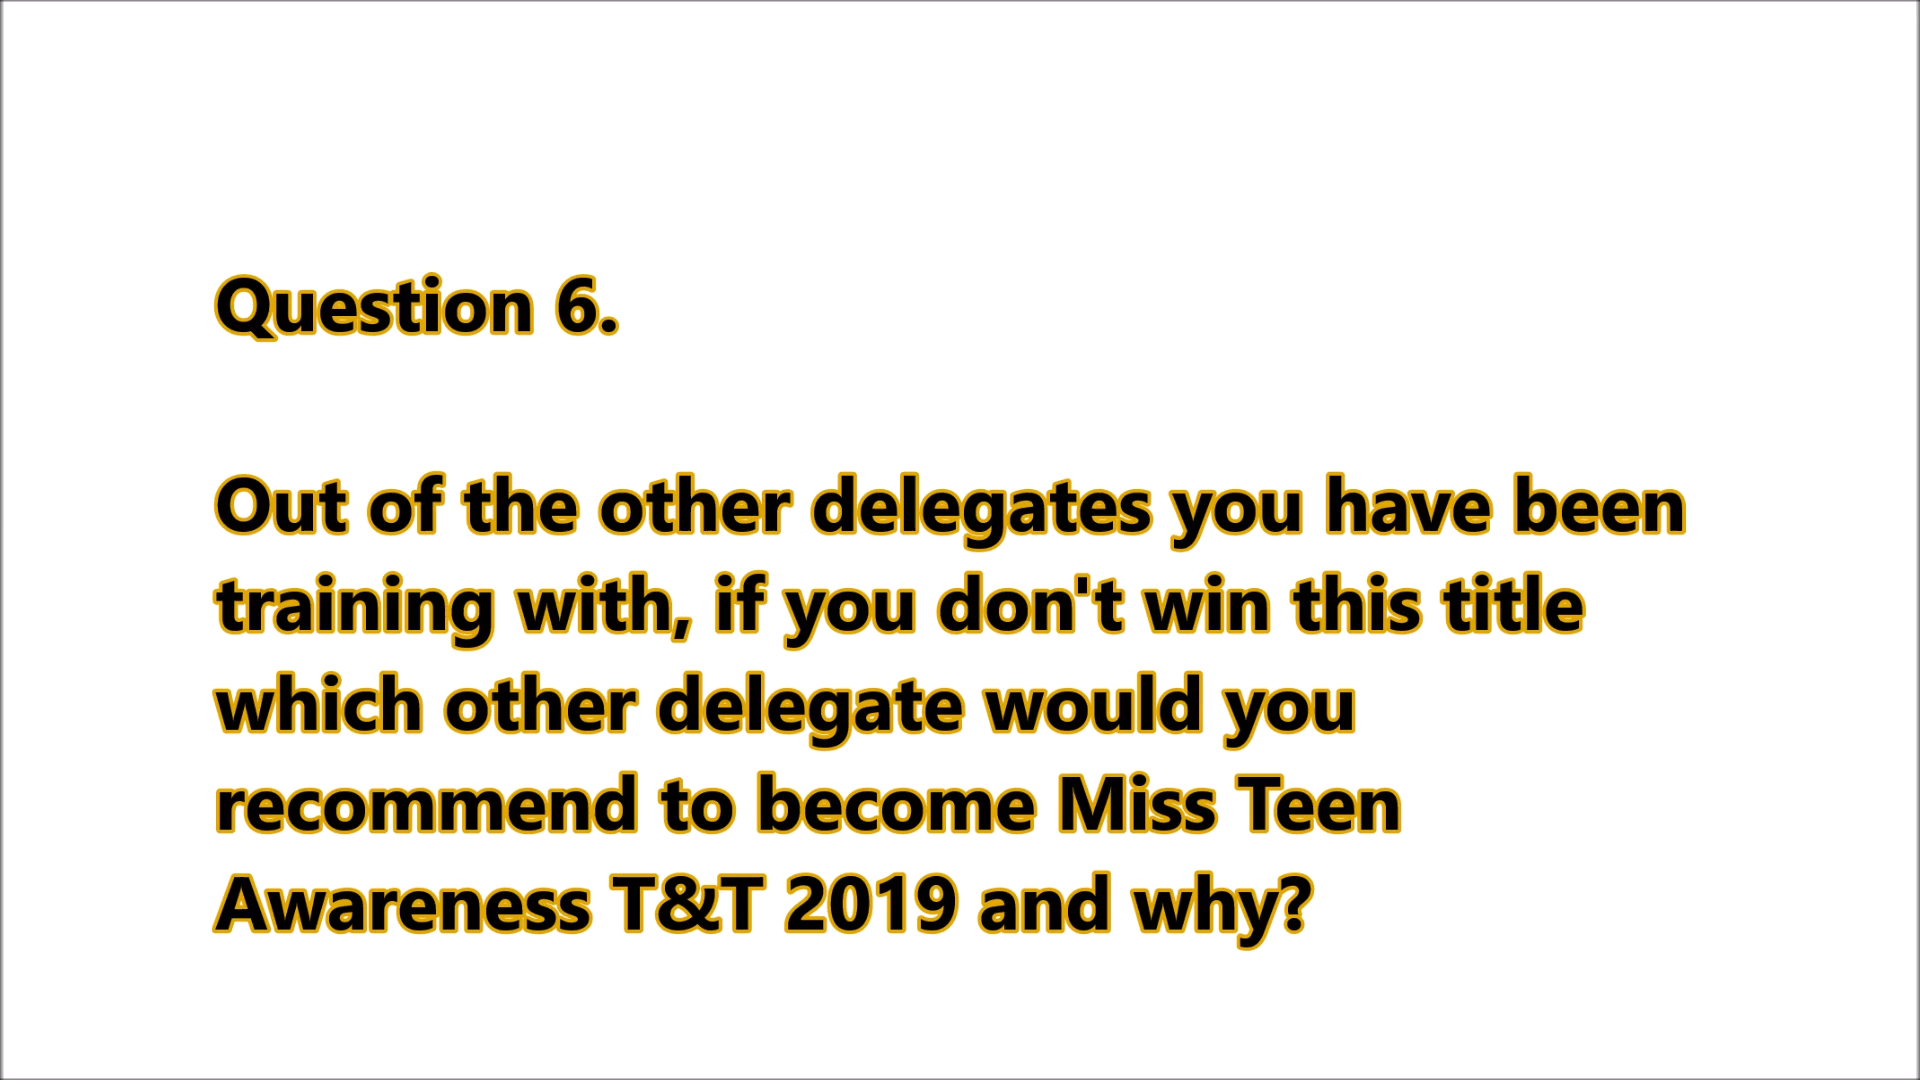 Question 6.
Out of the other delegates you have been
training with, if you don't win this title
which other delegate would you
recommend to become Miss Teen
Awareness T&T 2019 and why?